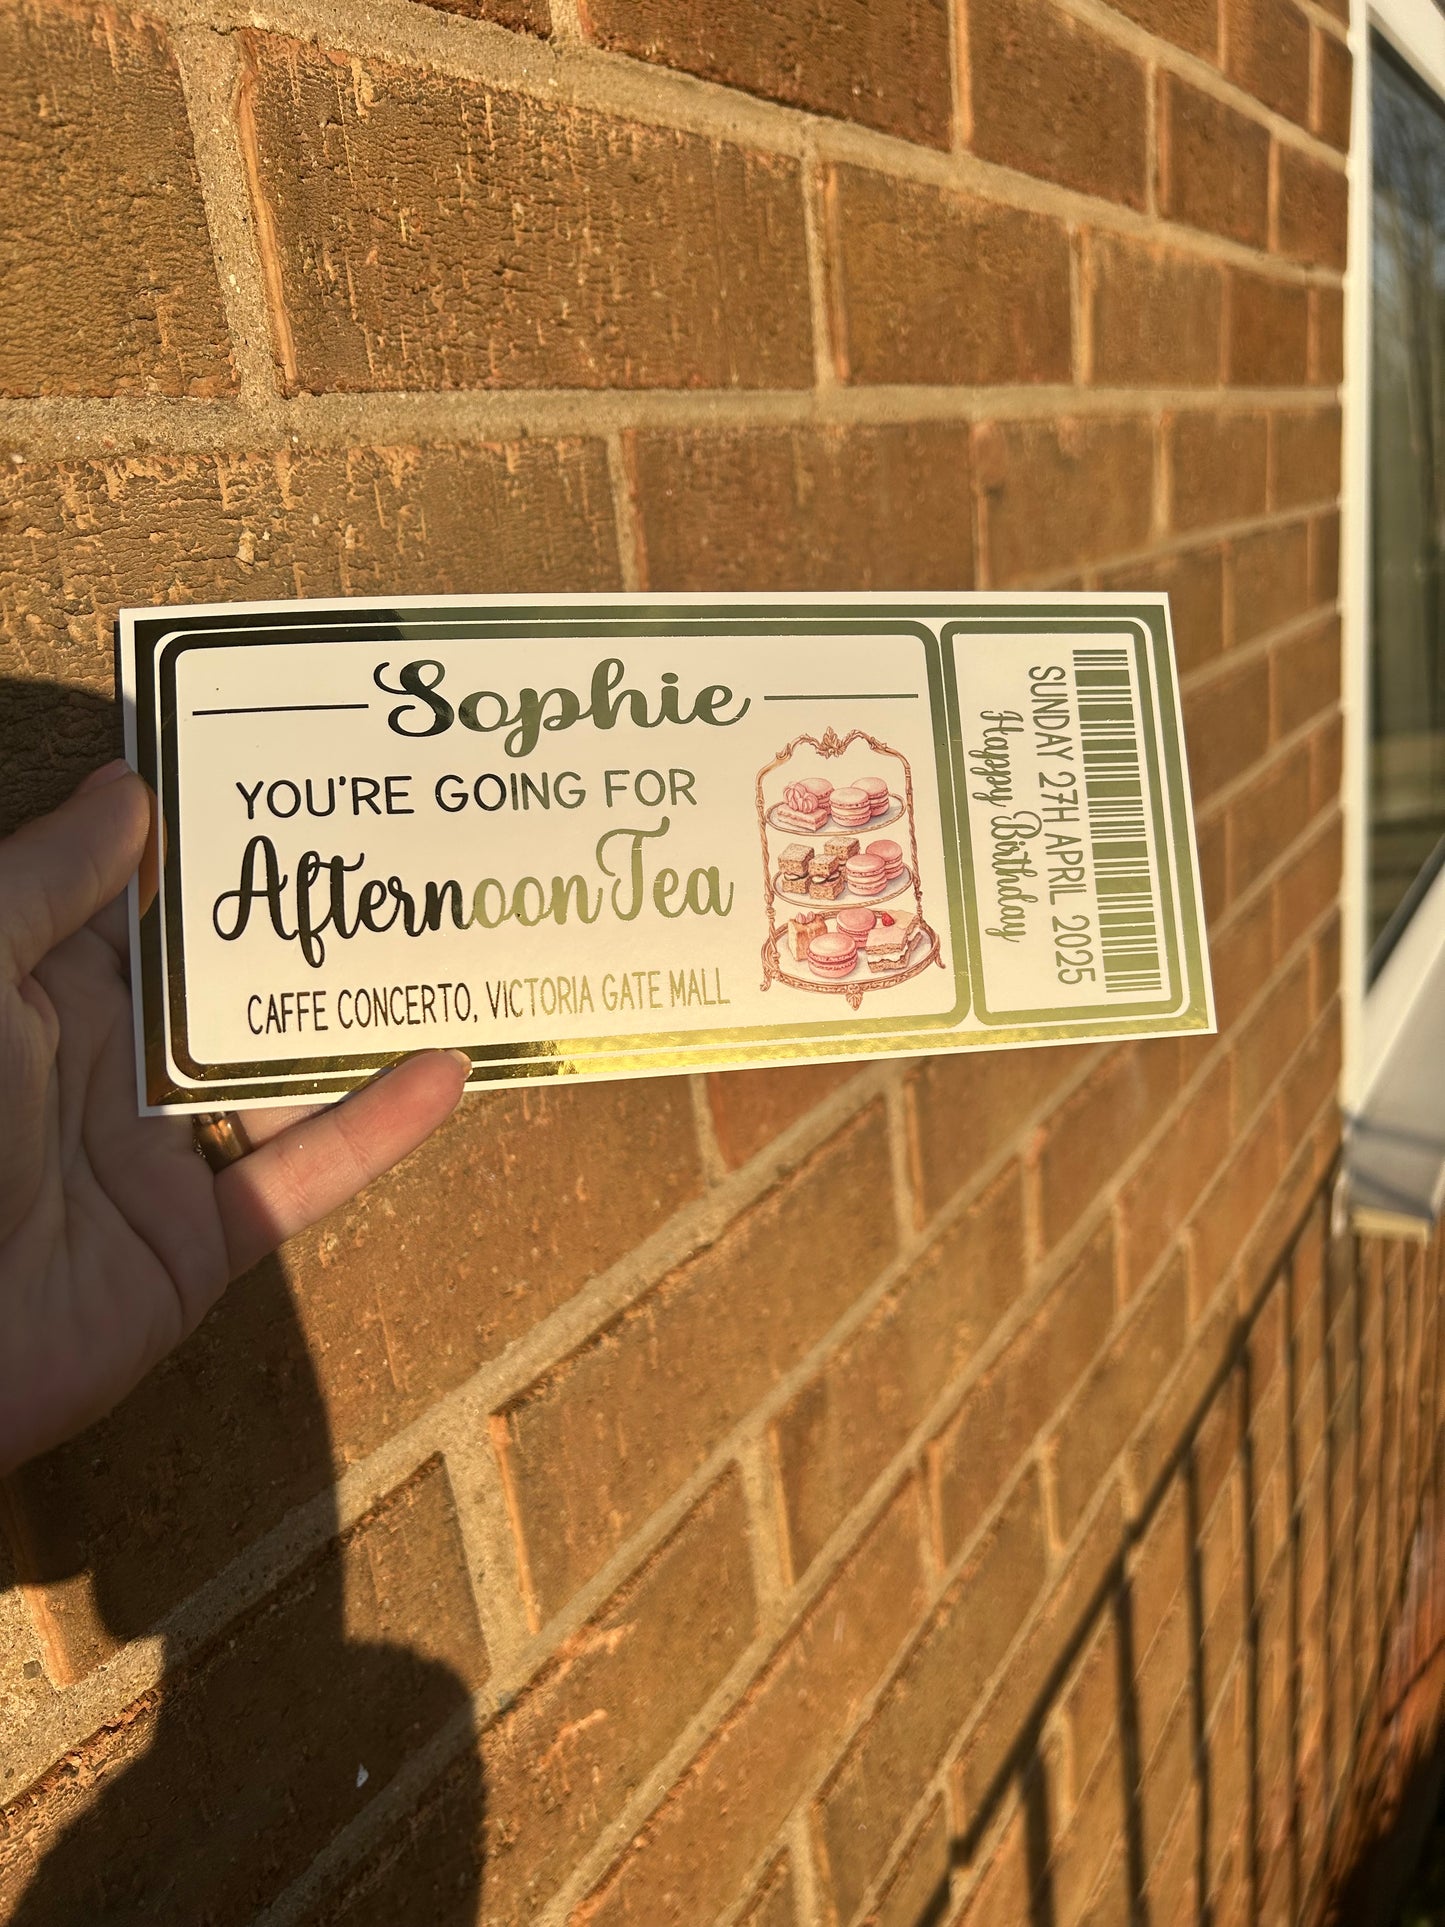 Sophie
YOU'RE GOING FOR
Afternoon Tea
CAFFE CONCERTO, VICTORIA GATE MALL
SUNDAY 27H APRIL 2025
Happy Birthday